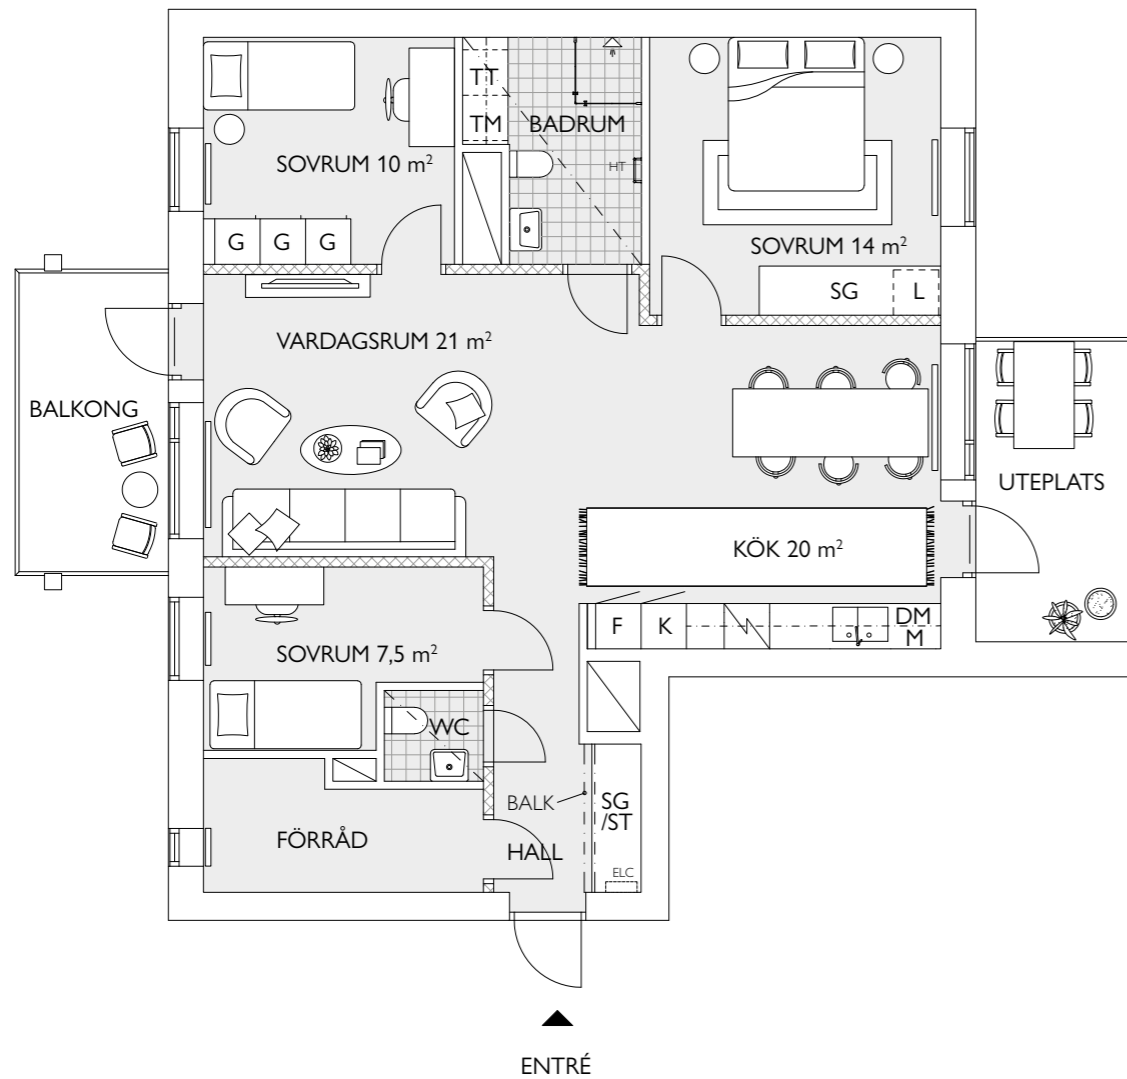 TT
TM
BADRUM
HT
SOVRUM 10 m²
G G G
SOVRUM 14 m²
SG L
VARDAGSRUM 21 m²
BALKONG
UTEPLATS
KÖK 20 m²
F K
DM
M
SOVRUM 7,5 m²
WC
BALK
SG
/ST
FÖRRÅD
HALL
ELC
ENTRÉ